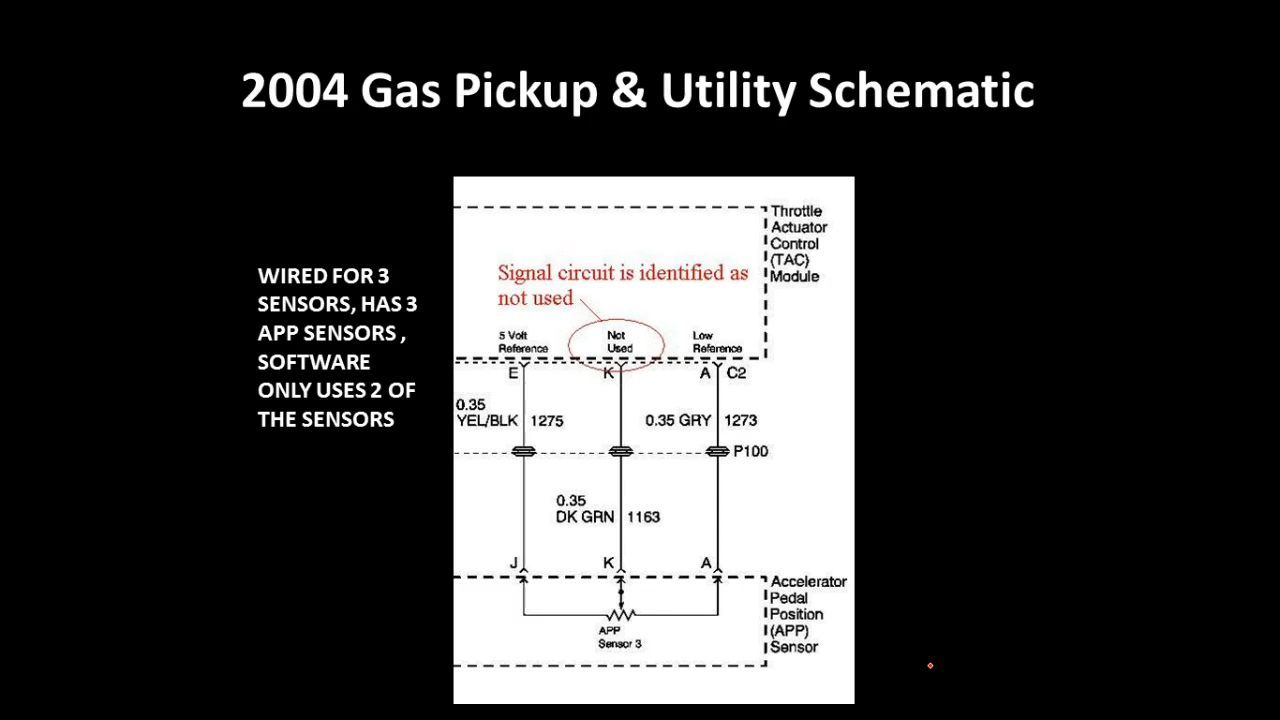 2004 Gas Pickup & Utility Schematic
WIRED FOR 3
SENSORS, HAS 3
APP SENSORS ,
SOFTWARE
ONLY USES 2 OF
THE SENSORS
Throttle
Actuator
Control
(TAC)
Module
Signal circuit is identified as
not used
5 Volt
Reference
Not
Used
Low
Reference
E
K
A
C2
0.35
YEL/BLK
1275
0.35 GRY
1273
P100
0.35
DK GRN
1163
J
K
A
APP
Sensor 3
Accelerator
Pedal
Position
(APP)
Sensor